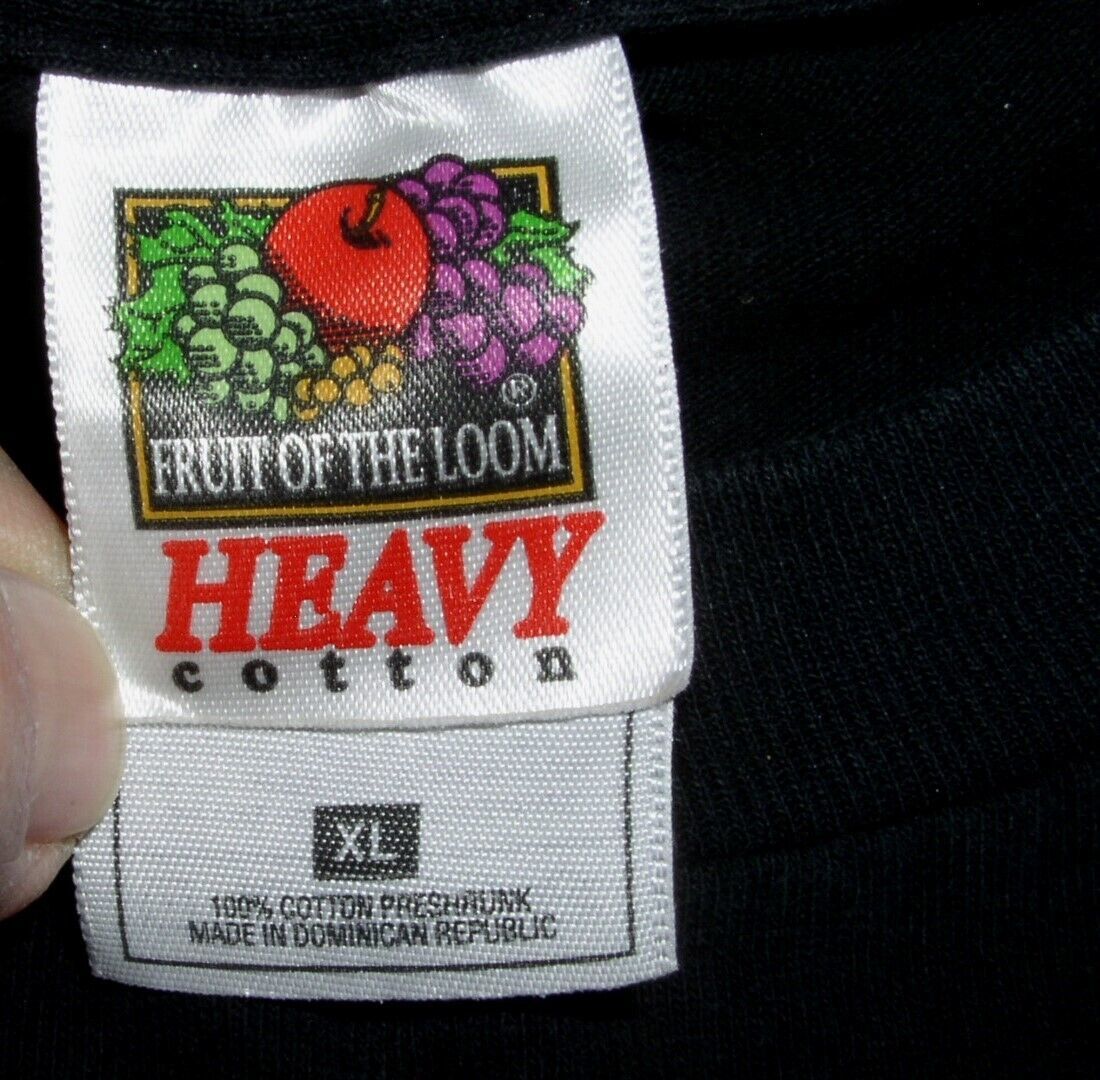 ®
FRUIT OF THE LOOM
HEAVY
cotton
XL
100% COTTON PRESHRUNK
MADE IN DOMINICAN REPUBLIC